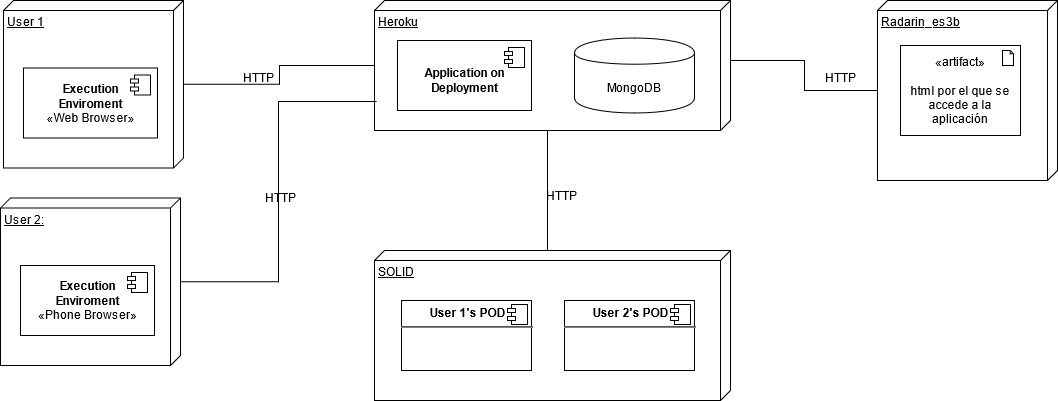 User 1
Execution
Enviroment
«Web Browser»
HTTP
Heroku
Application on
Deployment
MongoDB
HTTP
Radarin_es3b
«artifact»
html por el que se
accede a la
aplicación
User 2:
Execution
Enviroment
«Phone Browser»
HTTP
HTTP
SOLID
User 1's POD
User 2's POD